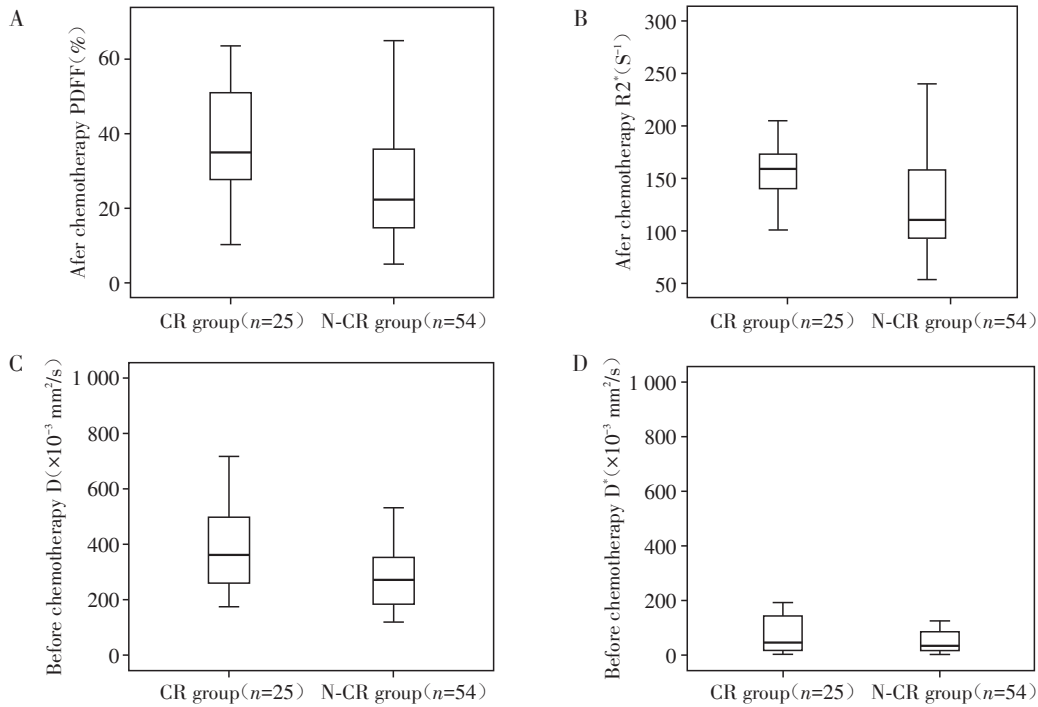 A
Afer chemotherapy PDFF(%)
60
40
20
0
CR group(n=25) N-CR group(n=54)
B
Afer chemotherapy R2*(S⁻¹)
300
250
200
150
100
50
CR group(n=25) N-CR group(n=54)
C
Before chemotherapy D(×10⁻³ mm²/s)
1 000
800
600
400
200
0
CR group(n=25) N-CR group(n=54)
D
Before chemotherapy D*(×10⁻³ mm²/s)
1 000
800
600
400
200
0
CR group(n=25) N-CR group(n=54)